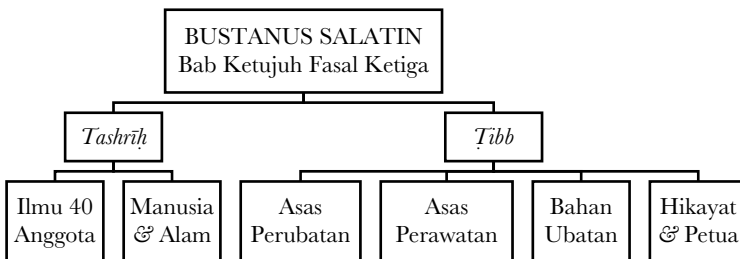 BUSTANUS SALATIN
Bab Ketujuh Fasal Ketiga
Tashrīḥ
Ṭibb
Ilmu 40
Anggota
Manusia
& Alam
Asas
Perubatan
Asas
Perawatan
Bahan
Ubatan
Hikayat
& Petua